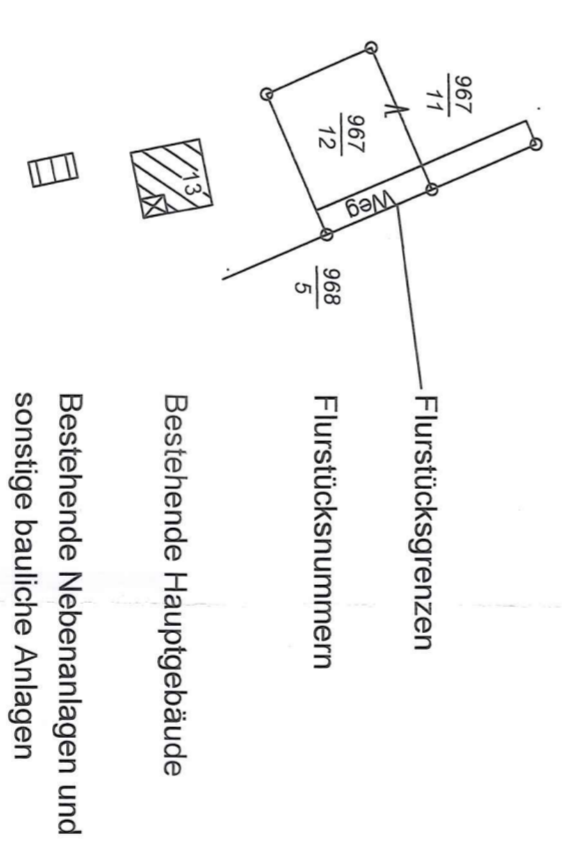 967
11
967
12
Weg
968
5
Flurstücksgrenzen
Flurstücksnummern
13
Bestehende Hauptgebäude
Bestehende Nebenanlagen und
sonstige bauliche Anlagen